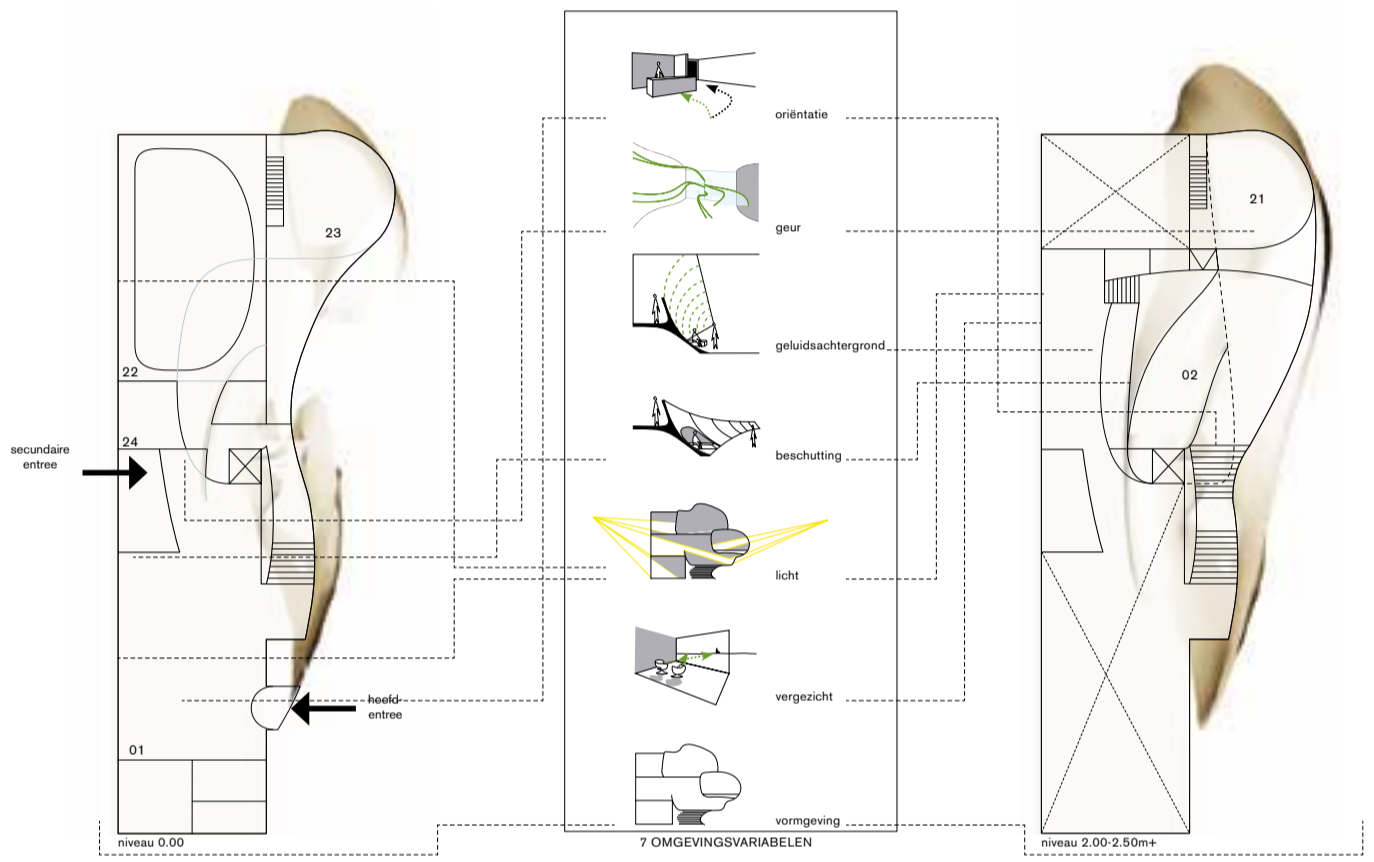 23
22
24
secundaire
entree
hoofd-
entree
01
niveau 0.00
oriëntatie
geur
geluidsachtergrond
beschutting
licht
vergezicht
vormgeving
7 OMGEVINGSVARIABELEN
21
02
niveau 2.00-2.50m+